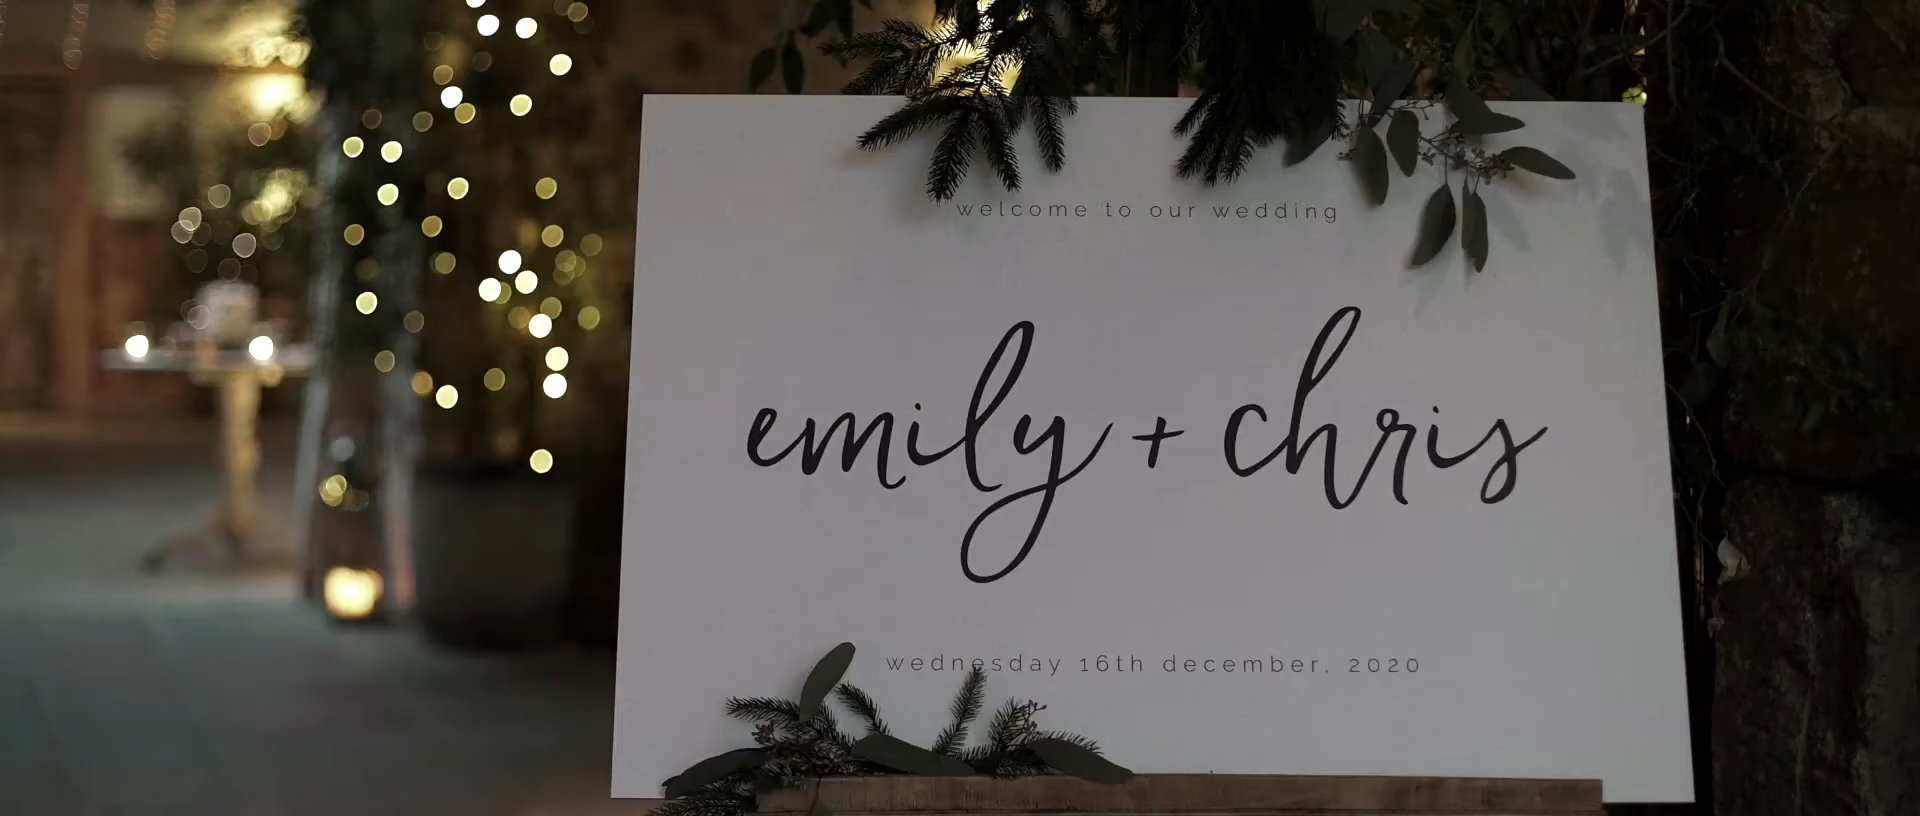 welcome to our wedding
emily + chris
wednesday 16th december, 2020